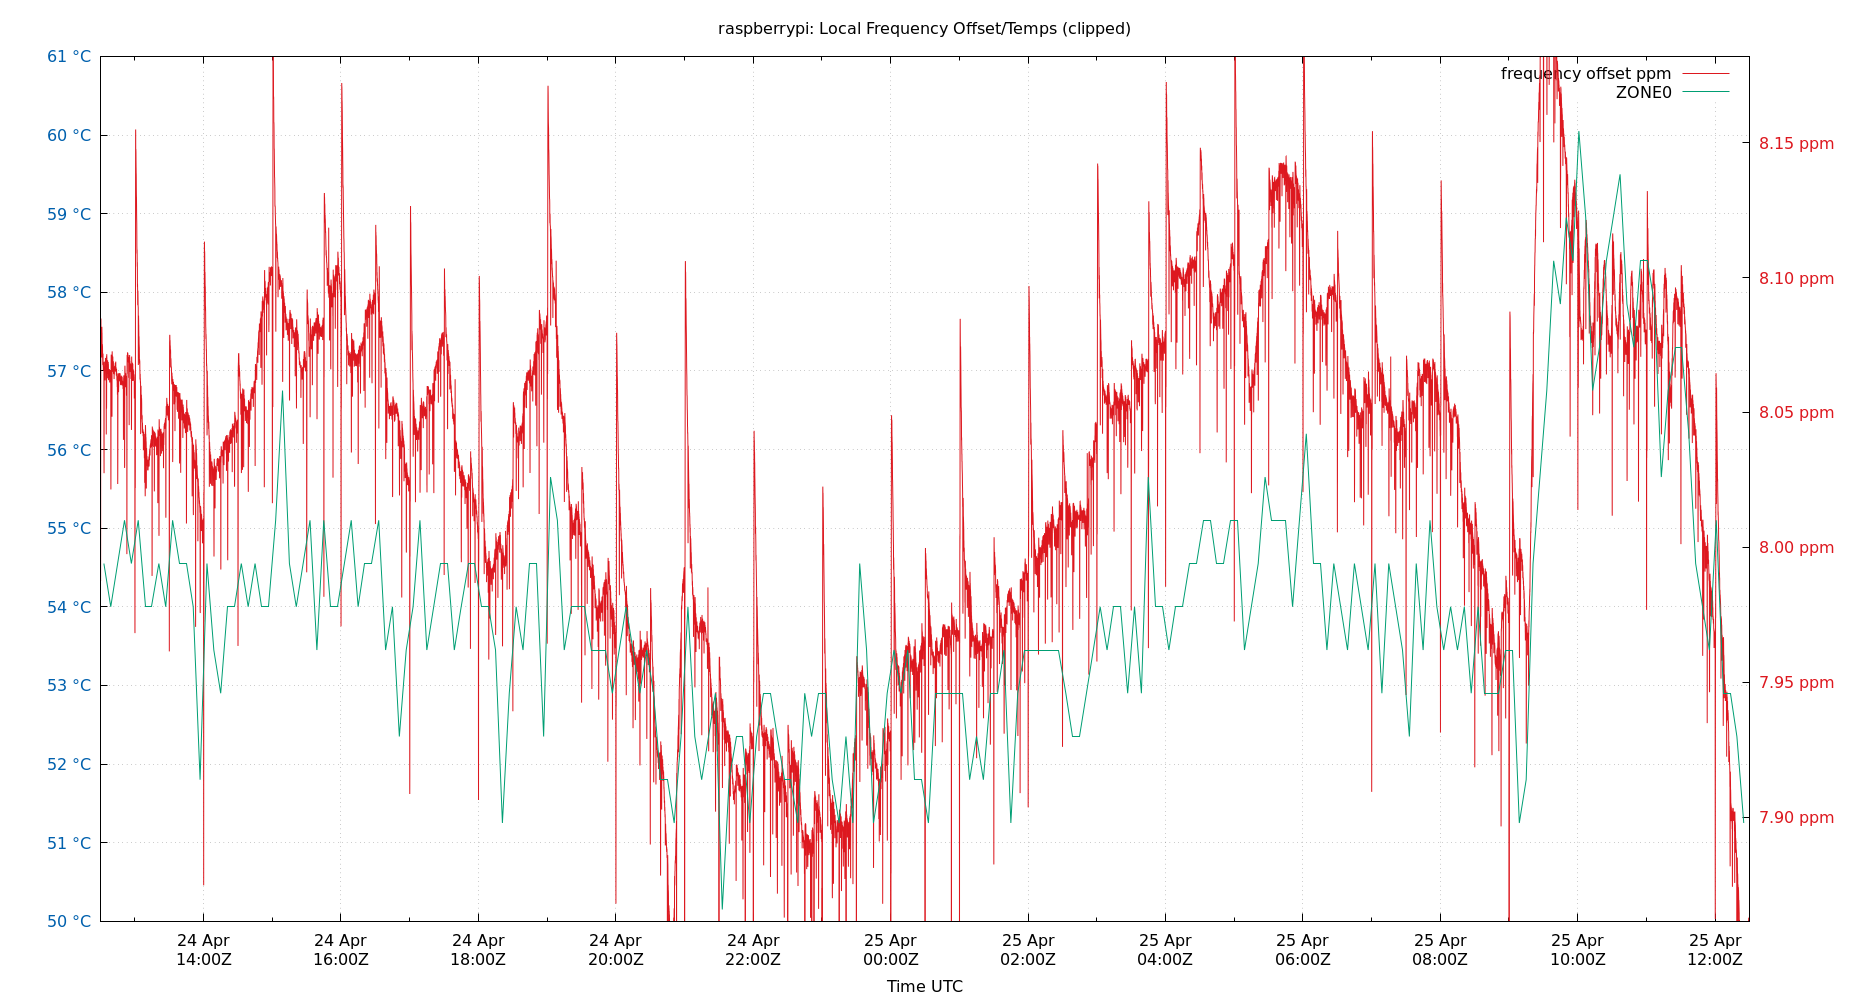 raspberrypi: Local Frequency Offset/Temps (clipped)
61 °C
60 °C
59 °C
58 °C
57 °C
56 °C
55 °C
54 °C
53 °C
52 °C
51 °C
50 °C
frequency offset ppm
ZONE0
8.15 ppm
8.10 ppm
8.05 ppm
8.00 ppm
7.95 ppm
7.90 ppm
24 Apr 24 Apr 24 Apr 24 Apr 24 Apr 25 Apr 25 Apr 25 Apr 25 Apr 25 Apr 25 Apr 25 Apr
14:00Z 16:00Z 18:00Z 20:00Z 22:00Z 00:00Z 02:00Z 04:00Z 06:00Z 08:00Z 10:00Z 12:00Z
Time UTC